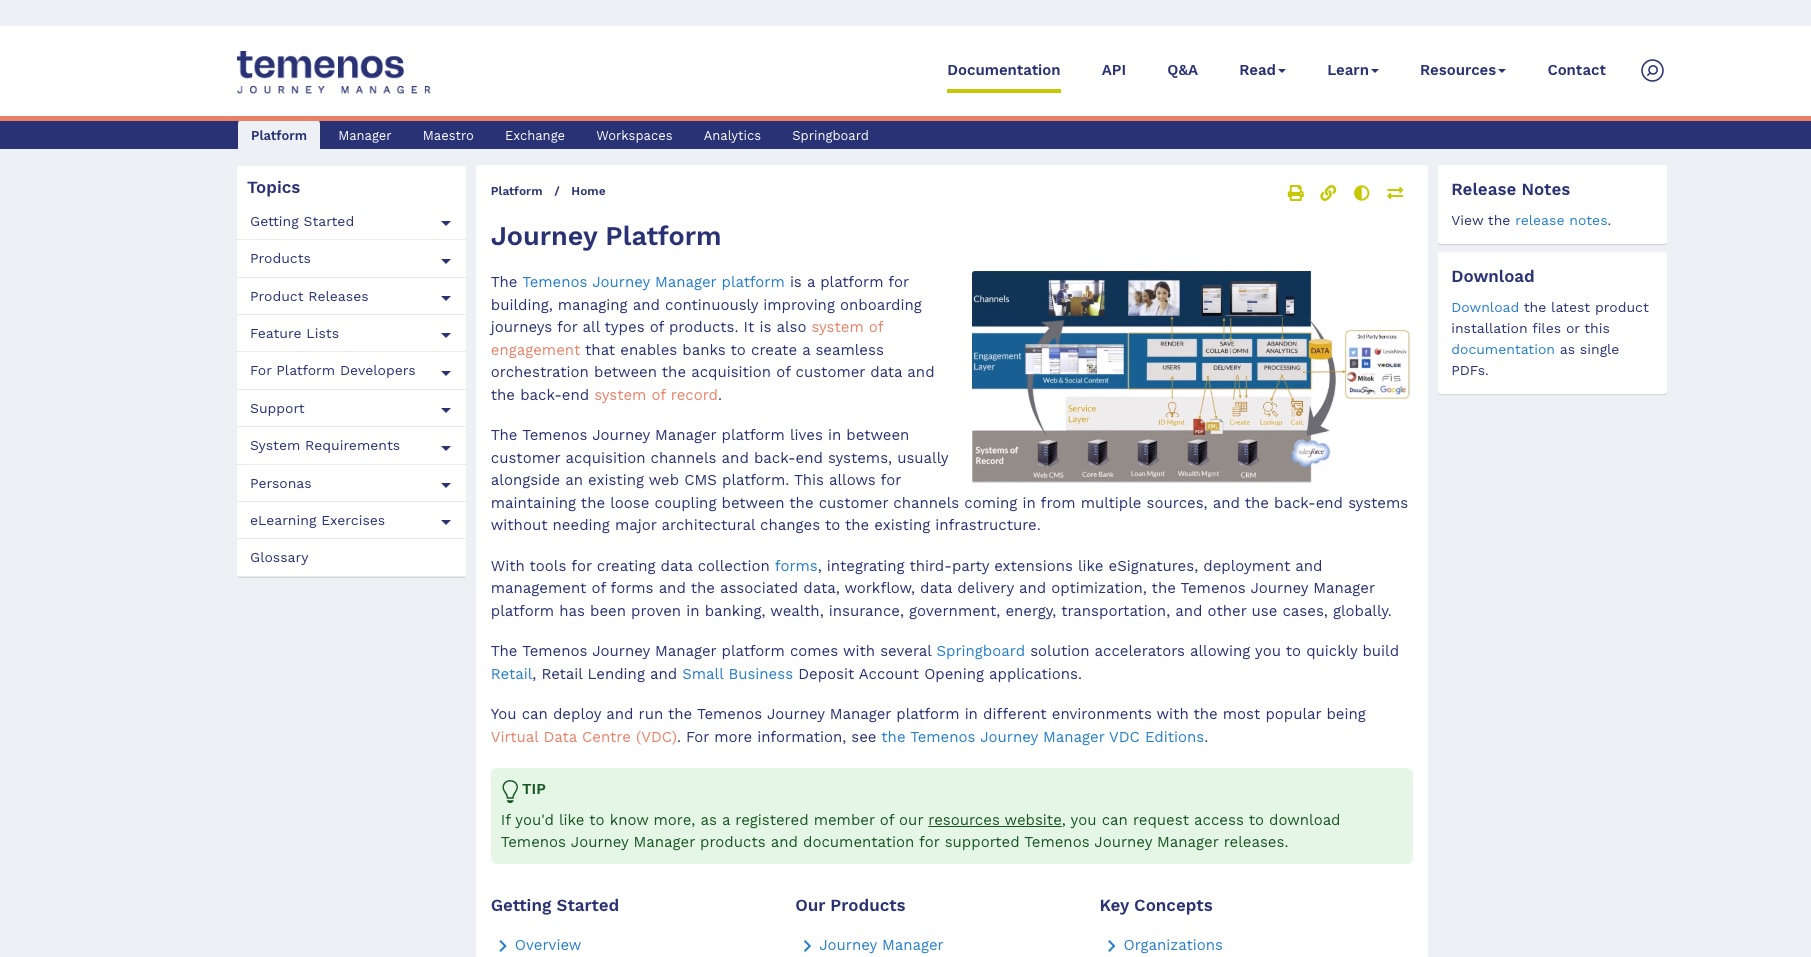 temenos
JOURNEY MANAGER
Documentation
API
Q&A
Read
Learn
Resources
Contact
Platform
Manager
Maestro
Exchange
Workspaces
Analytics
Springboard
Topics
Getting Started
Products
Product Releases
Feature Lists
For Platform Developers
Support
System Requirements
Personas
eLearning Exercises
Glossary
Platform / Home
Journey Platform
The Temenos Journey Manager platform is a platform for
building, managing and continuously improving onboarding
journeys for all types of products. It is also system of
engagement that enables banks to create a seamless
orchestration between the acquisition of customer data and
the back-end system of record.
Channels
Engagement
Layer
Web & Social Content
RENDER
SAVE
COLLAB | OMNI
ABANDON
ANALYTICS
USERS
DELIVERY
PROCESSING
DATA
3rd Party Services
LexisNexis
YODLEE
Mitek
FIS
DocuSign
Google
Service
Layer
ID Mgmt
PDF
XML
Create
Lookup
Calc
Systems of
Record
Web CMS
Core Bank
Loan Mgmt
Wealth Mgmt
CRM
salesforce
The Temenos Journey Manager platform lives in between
customer acquisition channels and back-end systems, usually
alongside an existing web CMS platform. This allows for
maintaining the loose coupling between the customer channels coming in from multiple sources, and the back-end systems
without needing major architectural changes to the existing infrastructure.
With tools for creating data collection forms, integrating third-party extensions like eSignatures, deployment and
management of forms and the associated data, workflow, data delivery and optimization, the Temenos Journey Manager
platform has been proven in banking, wealth, insurance, government, energy, transportation, and other use cases, globally.
The Temenos Journey Manager platform comes with several Springboard solution accelerators allowing you to quickly build
Retail, Retail Lending and Small Business Deposit Account Opening applications.
You can deploy and run the Temenos Journey Manager platform in different environments with the most popular being
Virtual Data Centre (VDC). For more information, see the Temenos Journey Manager VDC Editions.
TIP
If you'd like to know more, as a registered member of our resources website, you can request access to download
Temenos Journey Manager products and documentation for supported Temenos Journey Manager releases.
Getting Started
Overview
Our Products
Journey Manager
Key Concepts
Organizations
Release Notes
View the release notes.
Download
Download the latest product
installation files or this
documentation as single
PDFs.